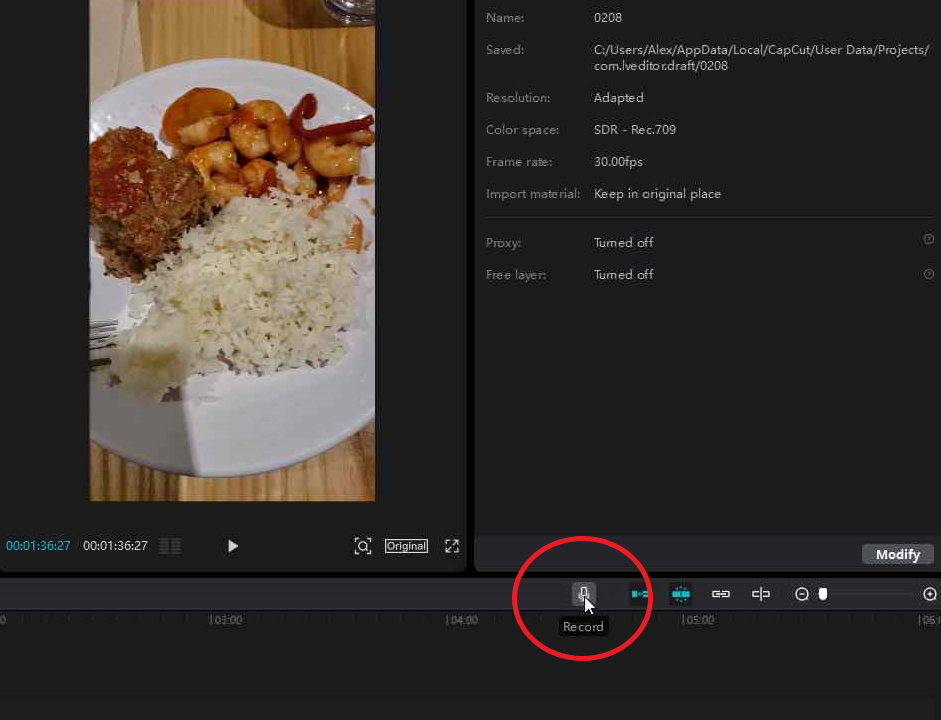 Name: 0208
Saved: C:/Users/Alex/AppData/Local/CapCut/User Data/Projects/
com.lveditor.draft/0208
Resolution: Adapted
Color space: SDR - Rec.709
Frame rate: 30.00fps
Import material: Keep in original place
Proxy: Turned off
Free layer: Turned off
00:01:36:27 00:01:36:27 Original
Modify
0 | 03:00 | 04:00 | 05:00 | 06:
Record